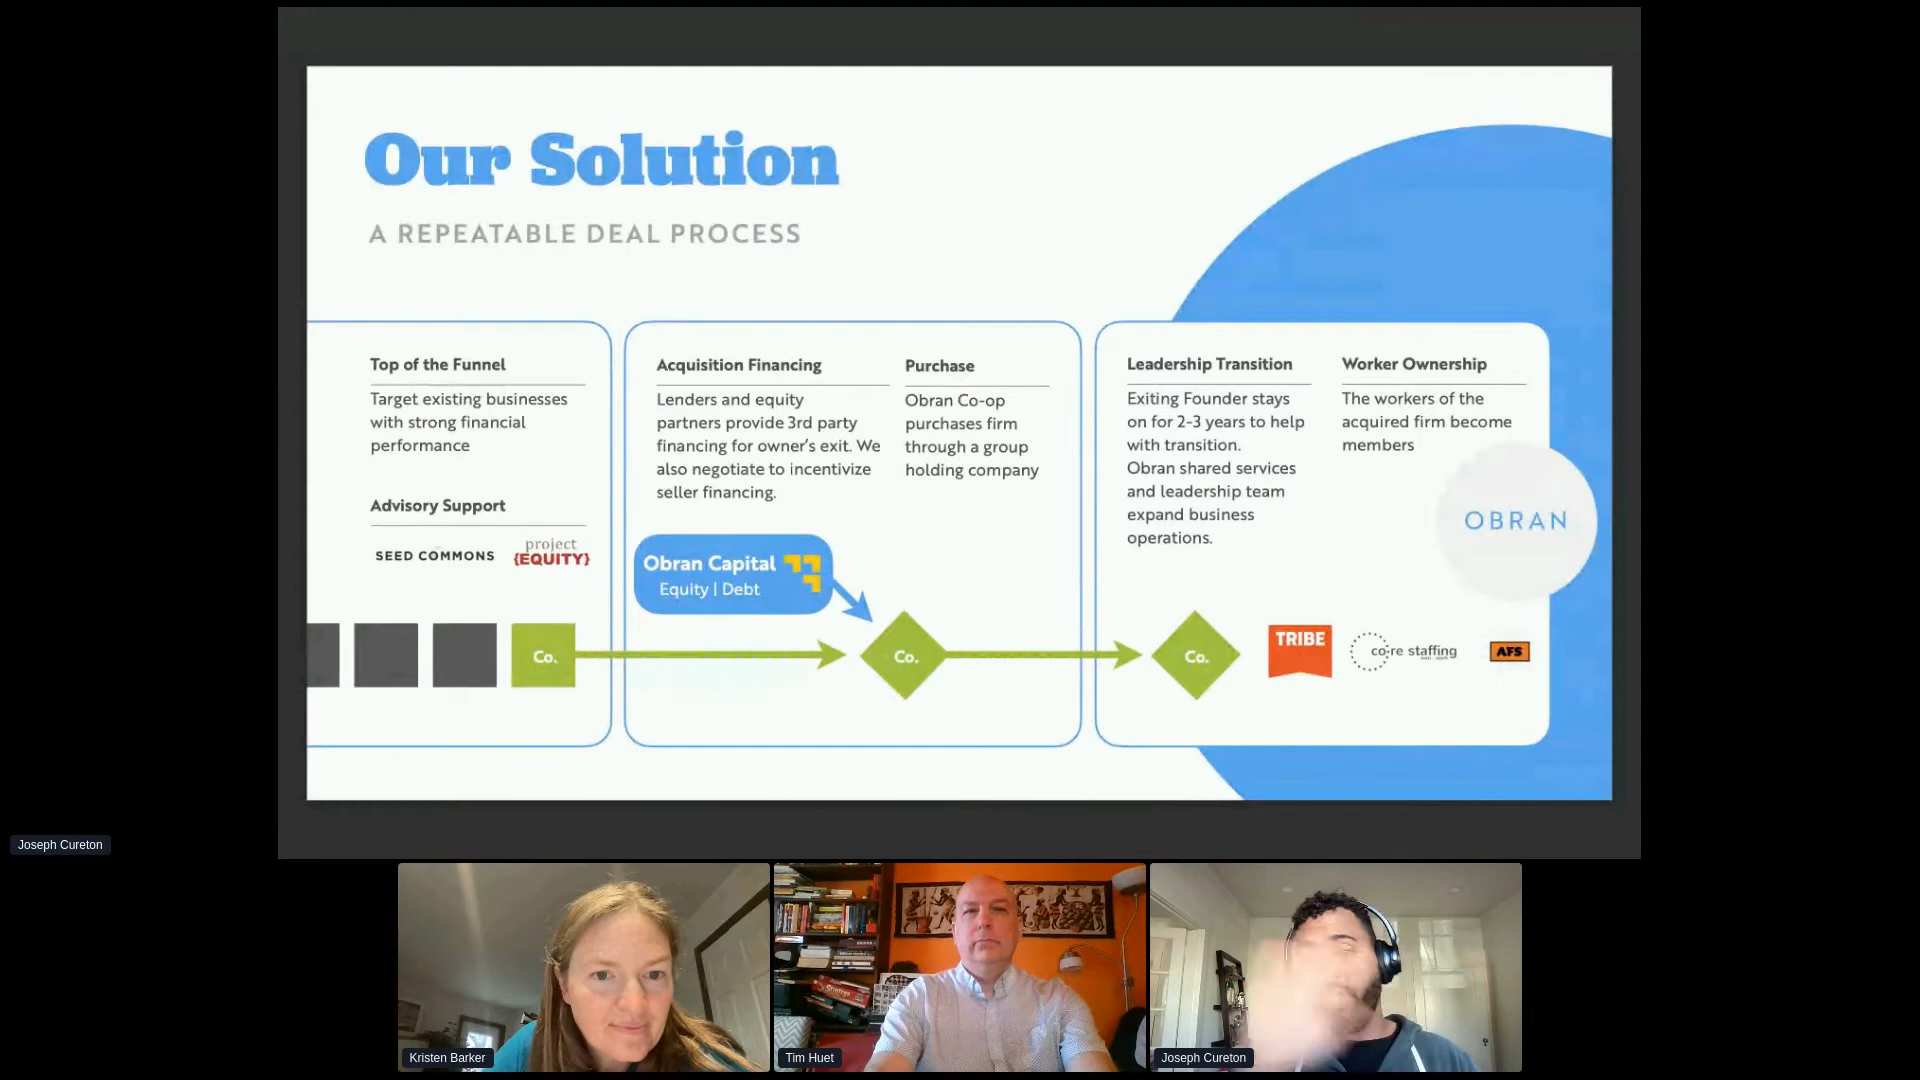 Our Solution
A REPEATABLE DEAL PROCESS
Top of the Funnel
Target existing businesses
with strong financial
performance
Advisory Support
SEED COMMONS
project
{EQUITY}
Co.
Acquisition Financing
Lenders and equity
partners provide 3rd party
financing for owner's exit. We
also negotiate to incentivize
seller financing.
Purchase
Obran Co-op
purchases firm
through a group
holding company
Obran Capital
Equity | Debt
Co.
Leadership Transition
Exiting Founder stays
on for 2-3 years to help
with transition.
Obran shared services
and leadership team
expand business
operations.
Worker Ownership
The workers of the
acquired firm become
members
OBRAN
Co.
TRIBE
core staffing
AFS
Joseph Cureton
Stratego
Kristen Barker
Tim Huet
Joseph Cureton